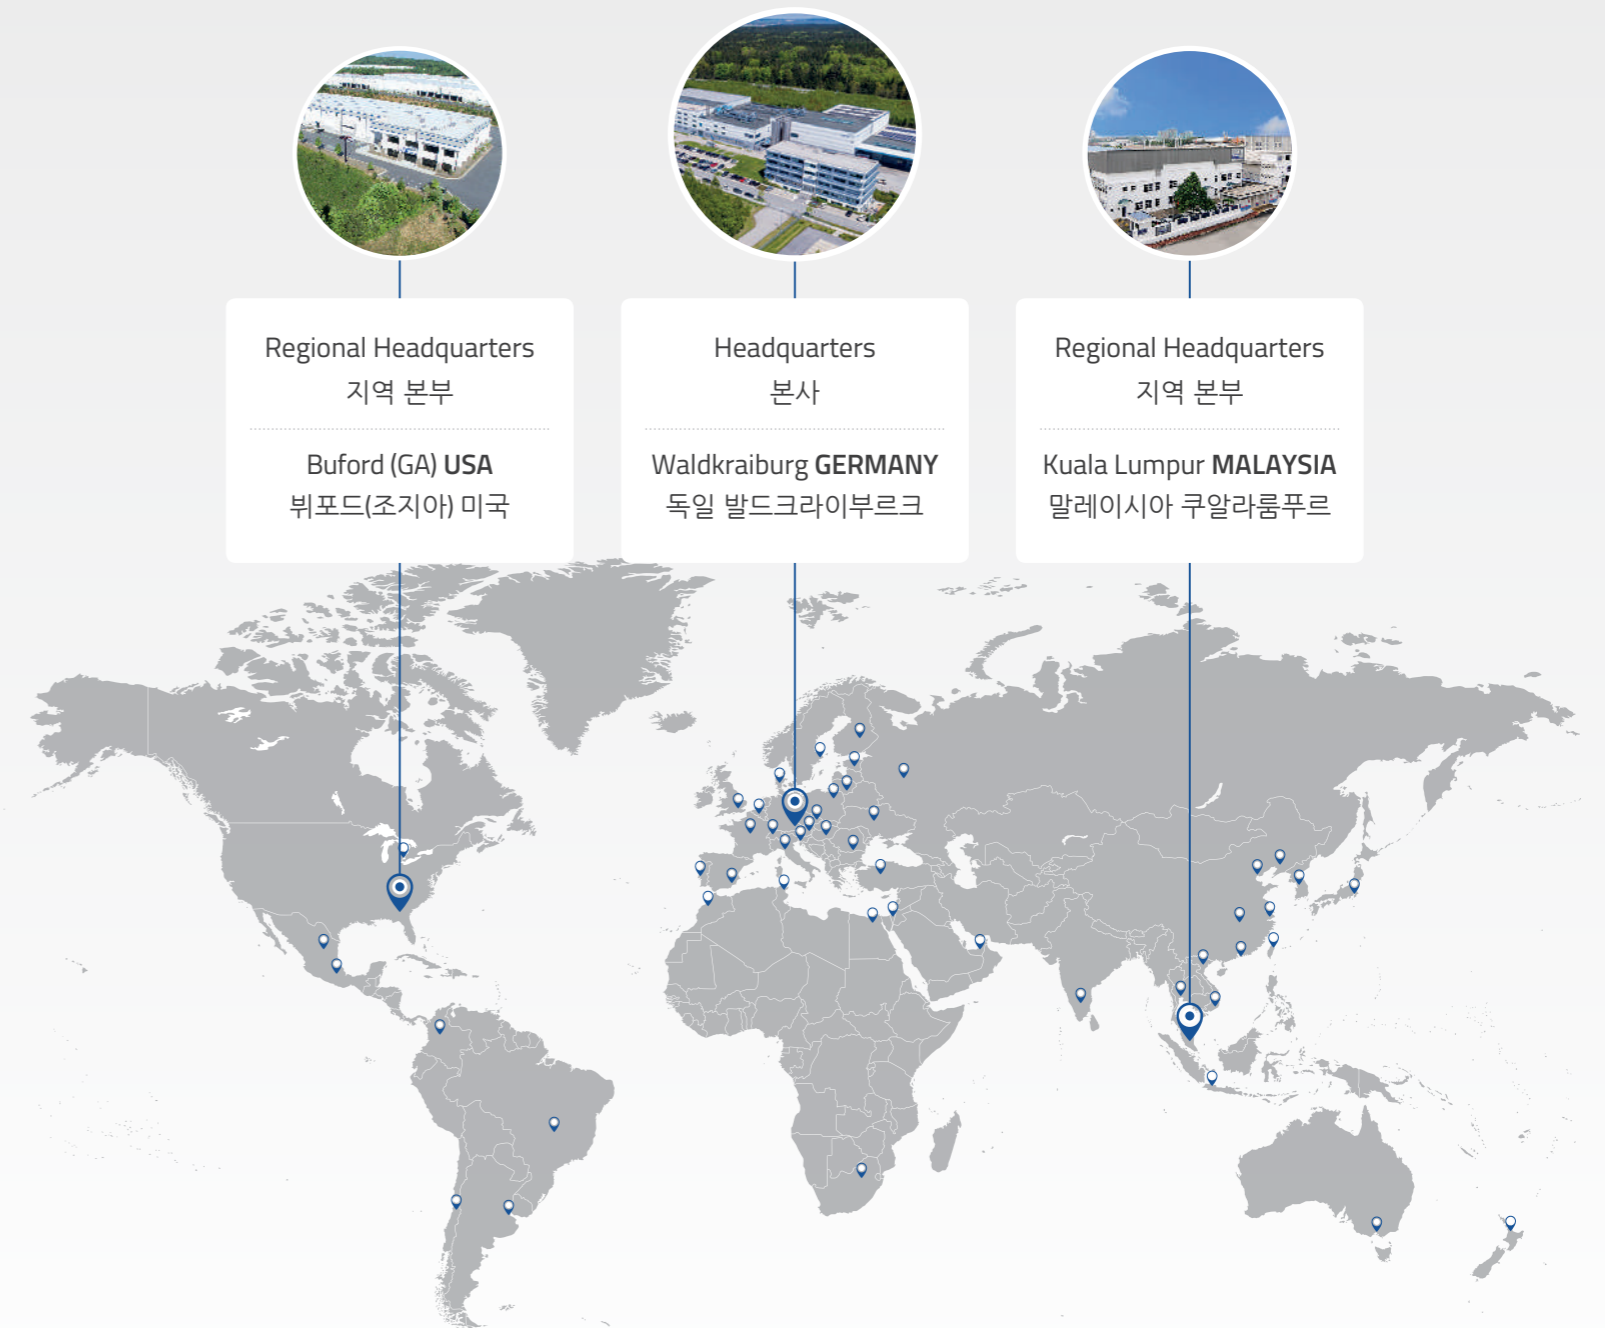 Regional Headquarters
지역 본부
Buford (GA) USA
뷔포드(조지아) 미국
Headquarters
본사
Waldkraiburg GERMANY
독일 발드크라이부르크
Regional Headquarters
지역 본부
Kuala Lumpur MALAYSIA
말레이시아 쿠알라룸푸르